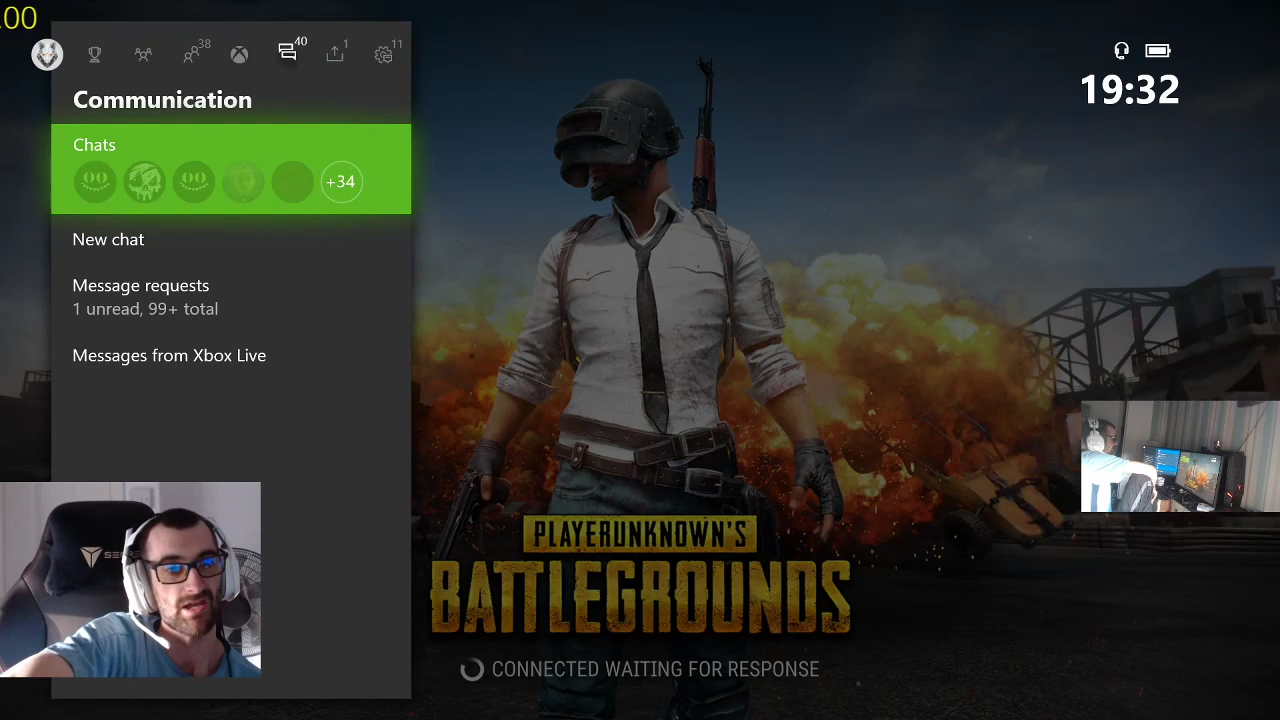 .00
38
40
1
11
Communication
Chats
+34
New chat
Message requests
1 unread, 99+ total
Messages from Xbox Live
19:32
PLAYERUNKNOWN'S
BATTLEGROUNDS
CONNECTED WAITING FOR RESPONSE